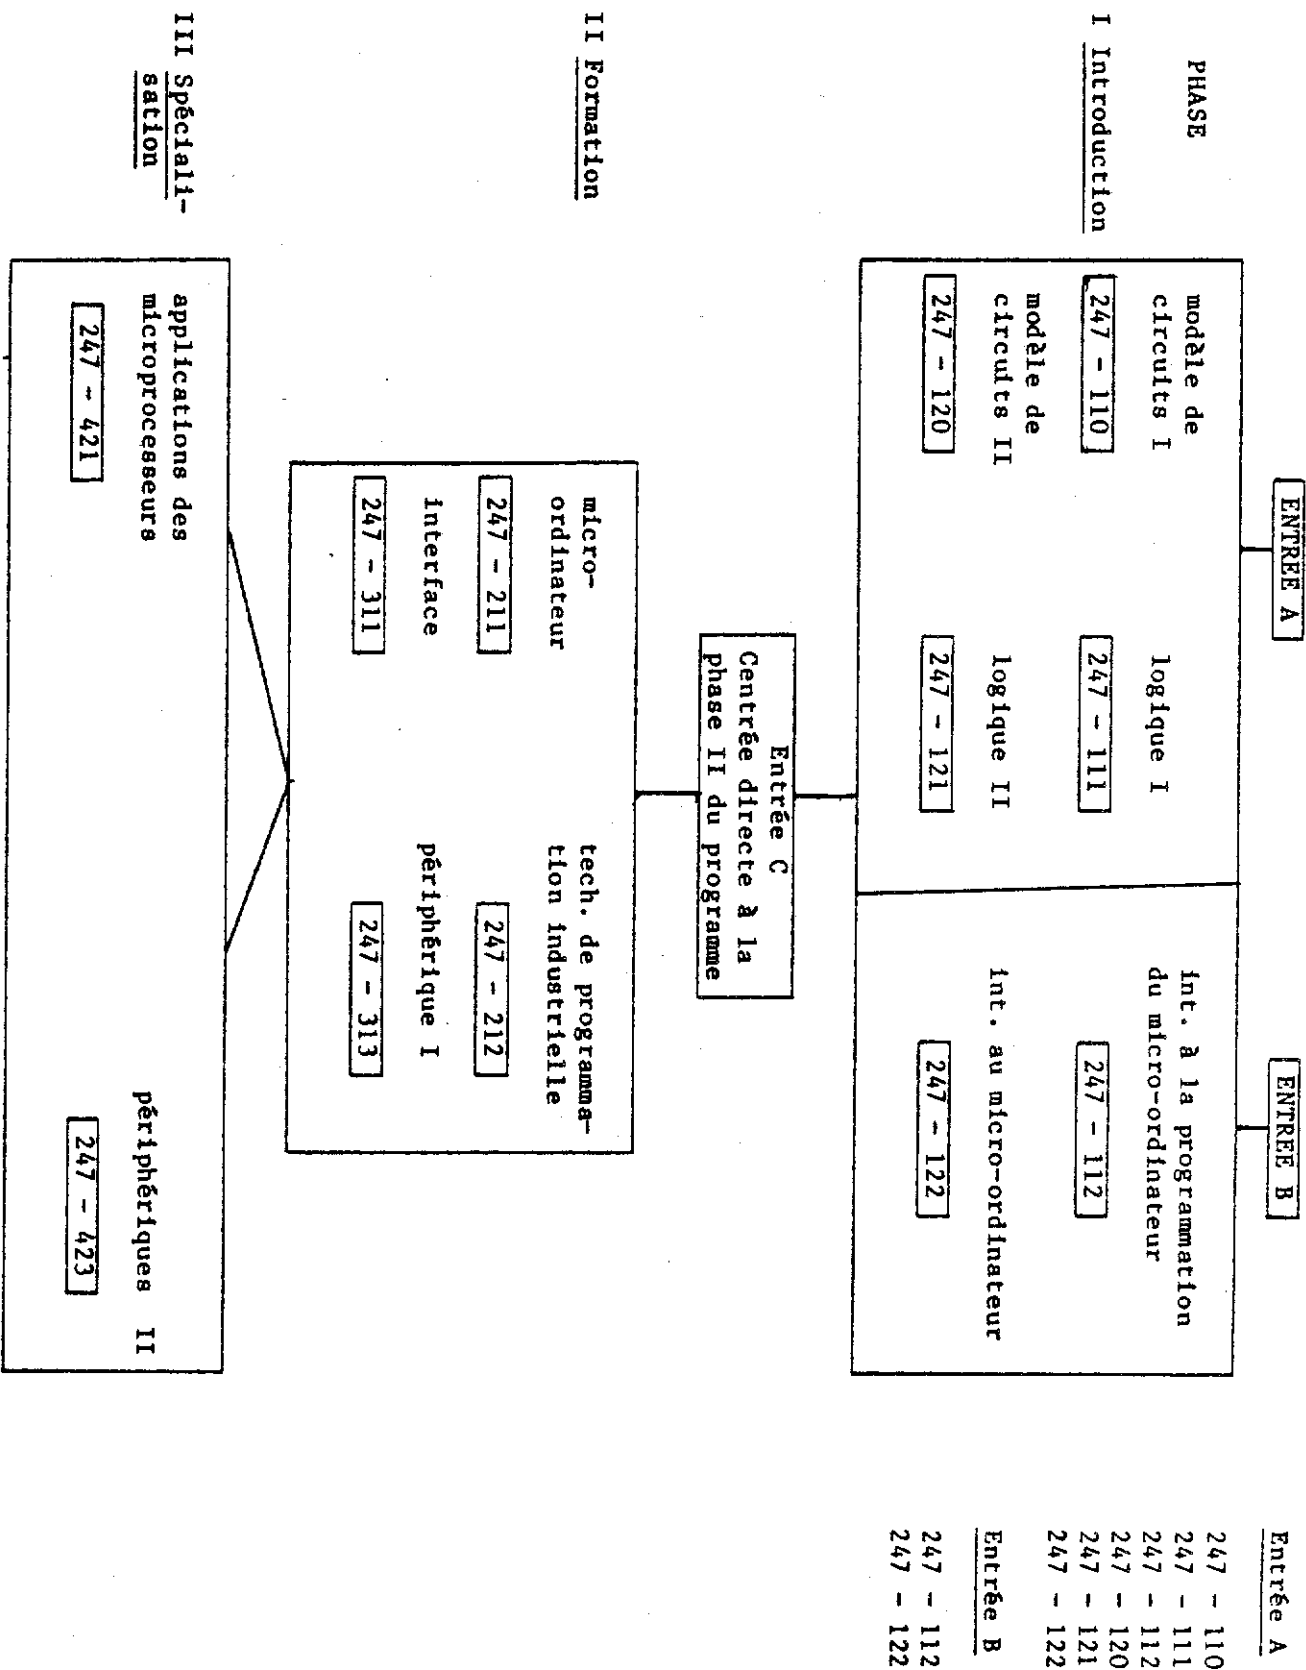 PHASE
ENTREE A
ENTREE B
Entrée A
247 - 110
247 - 111
247 - 112
247 - 120
247 - 121
247 - 122
Entrée B
247 - 112
247 - 122
I Introduction
modèle de
circuits I
247 - 110
logique I
247 - 111
int. à la programmation
du micro-ordinateur
247 - 112
modèle de
circuits II
247 - 120
logique II
247 - 121
int. au micro-ordinateur
247 - 122
Entrée C
Centrée directe à la
phase II du programme
II Formation
micro-
ordinateur
247 - 211
tech. de programma-
tion industrielle
247 - 212
interface
247 - 311
périphérique I
247 - 313
III Spéciali-
sation
applications des
microprocesseurs
247 - 421
périphériques II
247 - 423